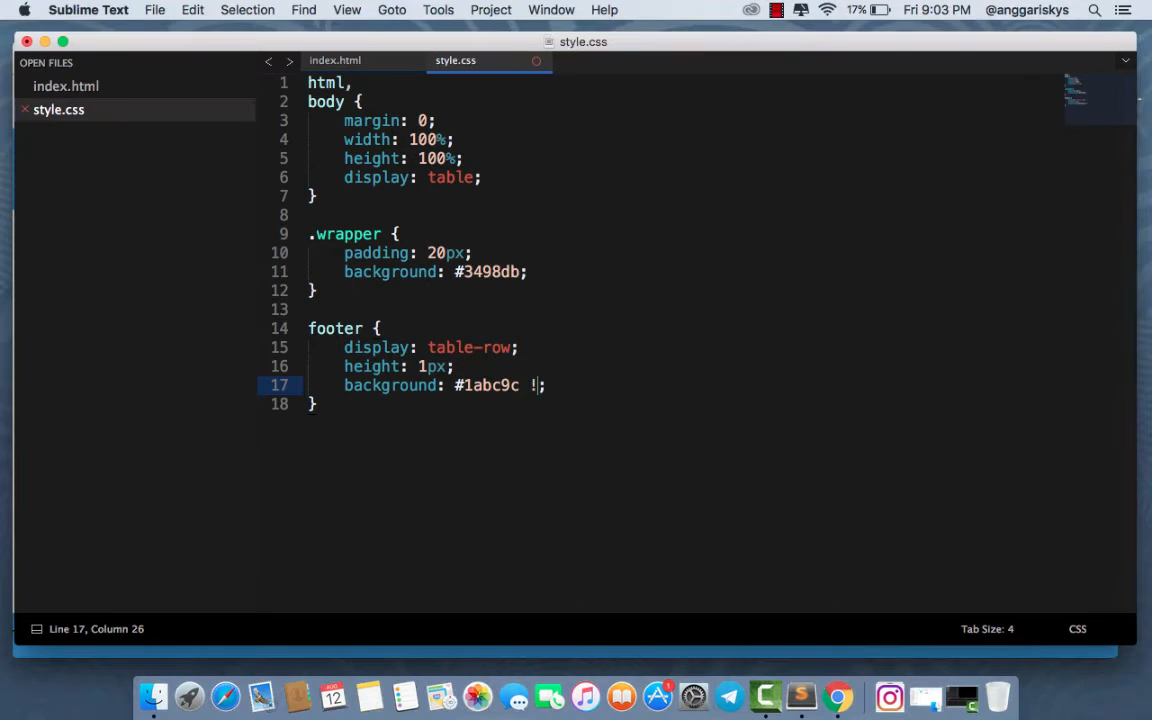 Sublime Text File Edit Selection Find View Goto Tools Project Window Help 17% Fri 9:03 PM @anggariskys
style.css
OPEN FILES
index.html
style.css
index.html style.css
1 html,
2 body {
3 margin: 0;
4 width: 100%;
5 height: 100%;
6 display: table;
7 }
8
9 .wrapper {
10 padding: 20px;
11 background: #3498db;
12 }
13
14 footer {
15 display: table-row;
16 height: 1px;
17 background: #1abc9c !;
18 }
Line 17, Column 26 Tab Size: 4 CSS
AUG
12
1